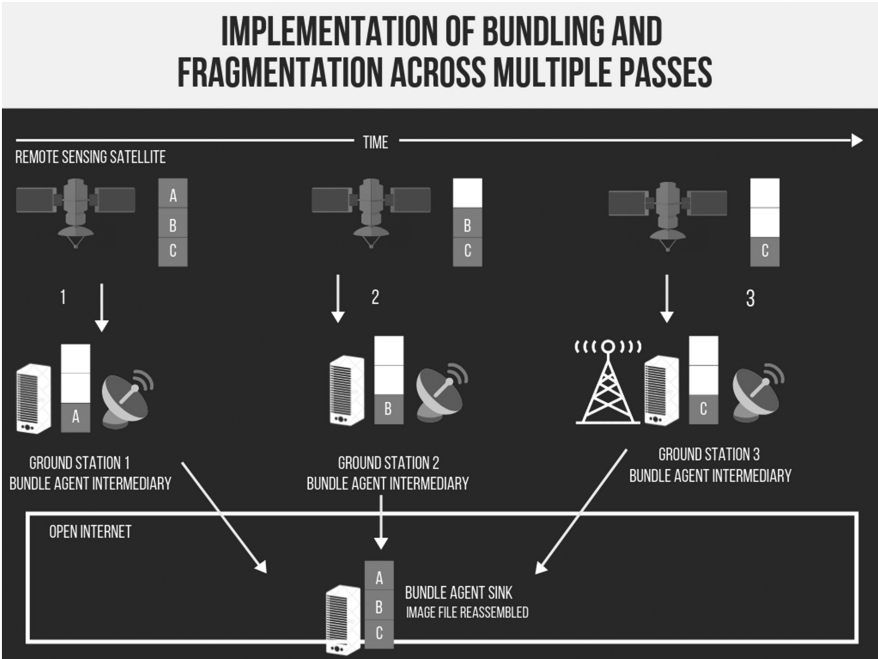 IMPLEMENTATION OF BUNDLING AND
FRAGMENTATION ACROSS MULTIPLE PASSES
TIME
REMOTE SENSING SATELLITE
A
B
C
B
C
C
1
2
3
A
B
C
GROUND STATION 1
BUNDLE AGENT INTERMEDIARY
GROUND STATION 2
BUNDLE AGENT INTERMEDIARY
GROUND STATION 3
BUNDLE AGENT INTERMEDIARY
OPEN INTERNET
A
B
C
BUNDLE AGENT SINK
IMAGE FILE REASSEMBLED